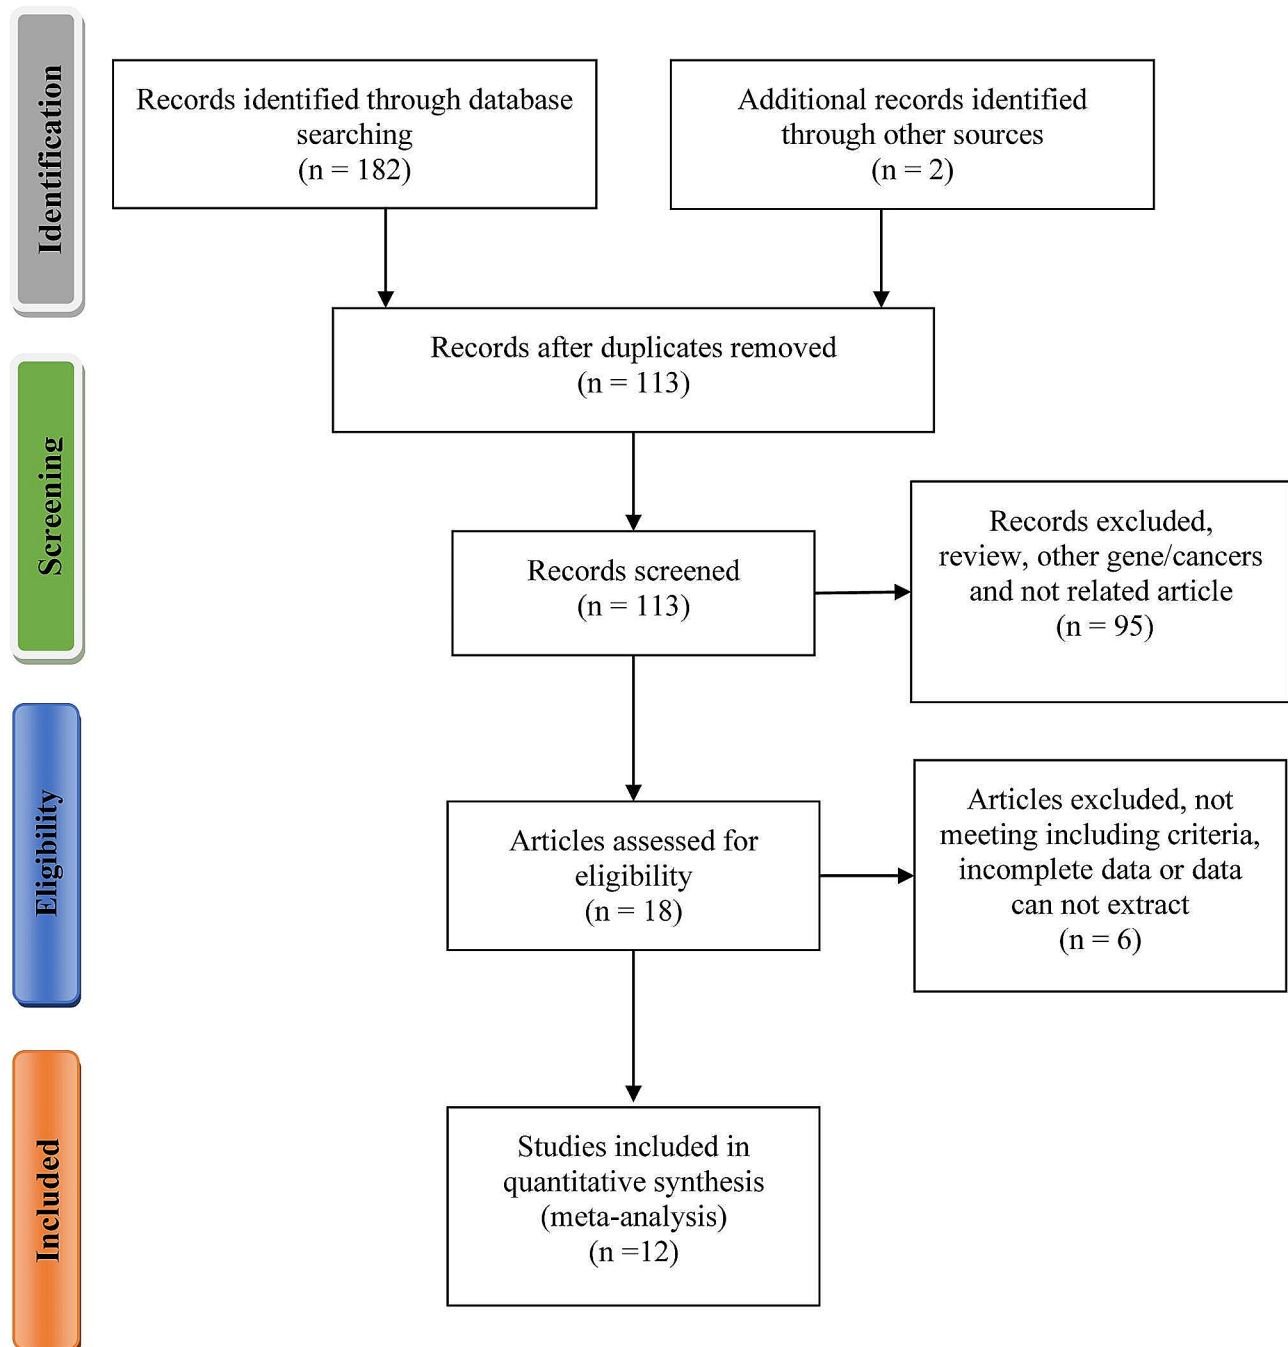 Identification
Records identified through database
searching
(n = 182)
Additional records identified
through other sources
(n = 2)
Records after duplicates removed
(n = 113)
Screening
Records screened
(n = 113)
Records excluded,
review, other gene/cancers
and not related article
(n = 95)
Eligibility
Articles assessed for
eligibility
(n = 18)
Articles excluded, not
meeting including criteria,
incomplete data or data
can not extract
(n = 6)
Included
Studies included in
quantitative synthesis
(meta-analysis)
(n =12)